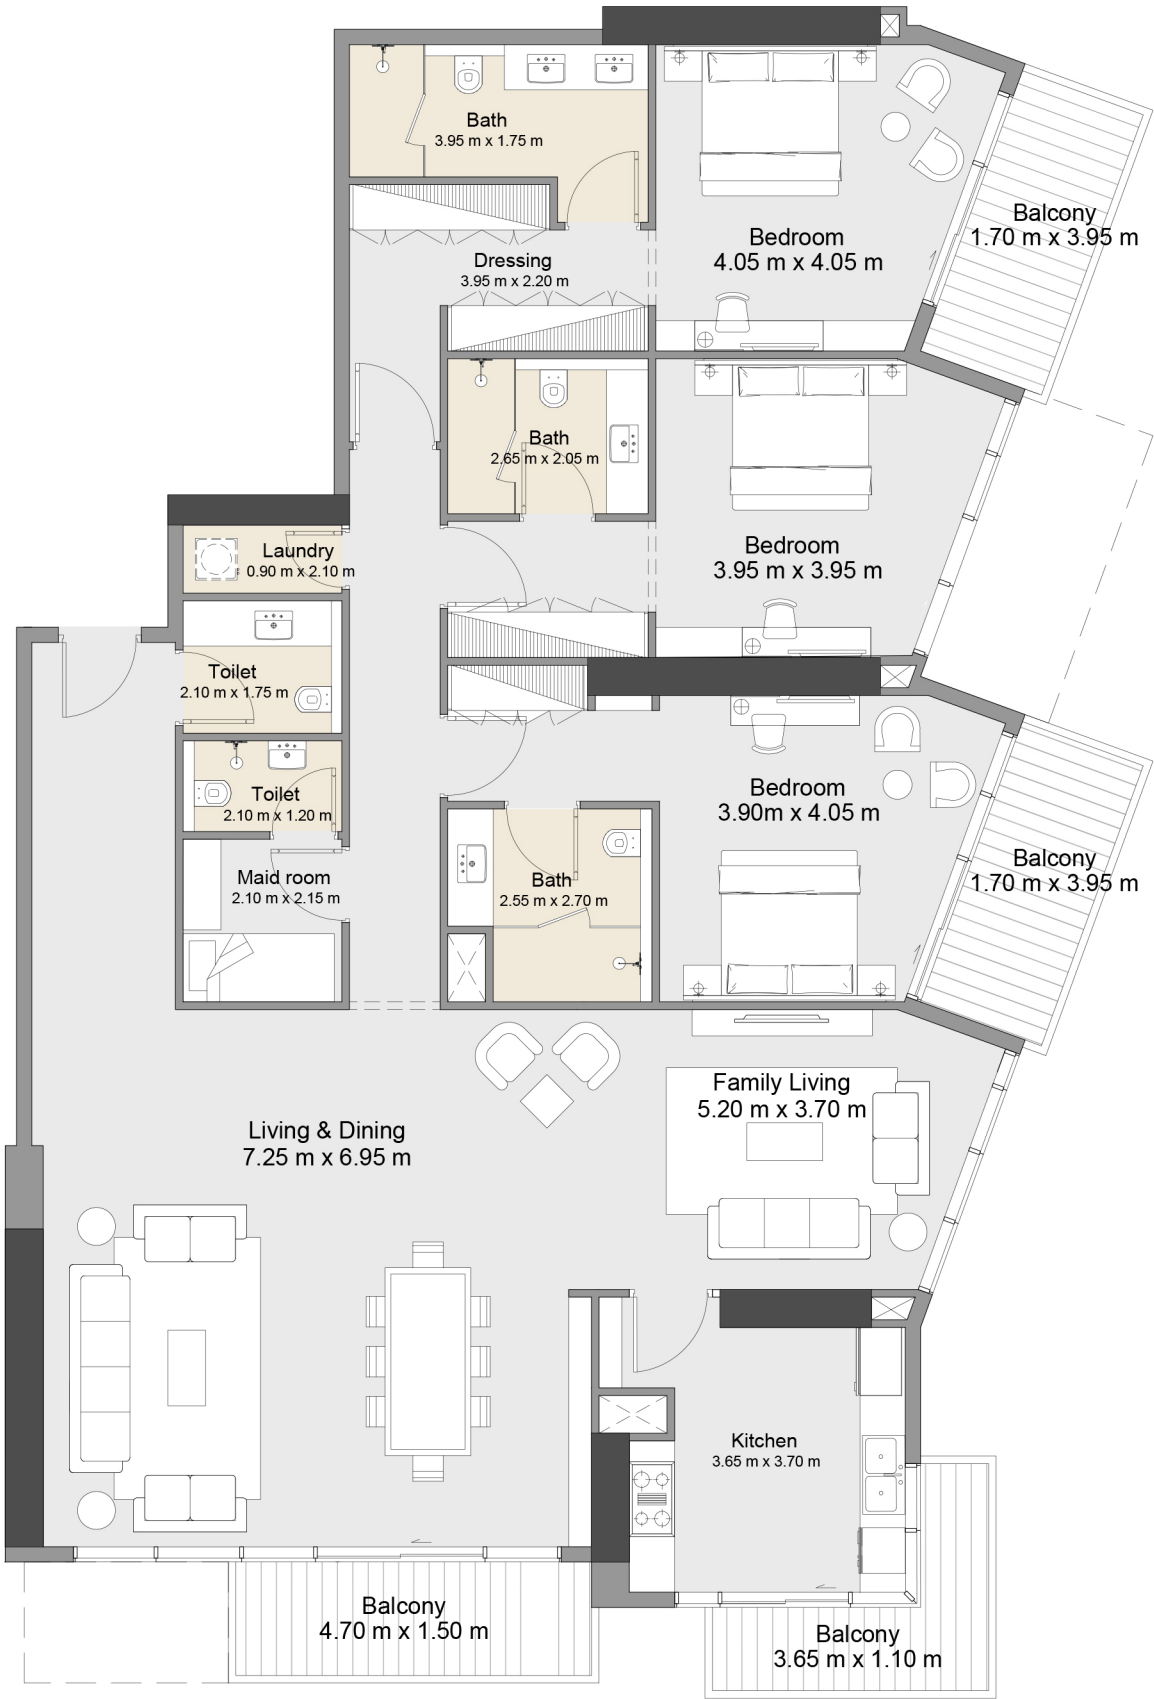 Bath
3.95 m x 1.75 m
Balcony
1.70 m x 3.95 m
Bedroom
4.05 m x 4.05 m
Dressing
3.95 m x 2.20 m
Bath
2.65 m x 2.05 m
Bedroom
3.95 m x 3.95 m
Laundry
0.90 m x 2.10 m
Toilet
2.10 m x 1.75 m
Toilet
2.10 m x 1.20 m
Bedroom
3.90m x 4.05 m
Balcony
1.70 m x 3.95 m
Maid room
2.10 m x 2.15 m
Bath
2.55 m x 2.70 m
Family Living
5.20 m x 3.70 m
Living & Dining
7.25 m x 6.95 m
Kitchen
3.65 m x 3.70 m
Balcony
4.70 m x 1.50 m
Balcony
3.65 m x 1.10 m